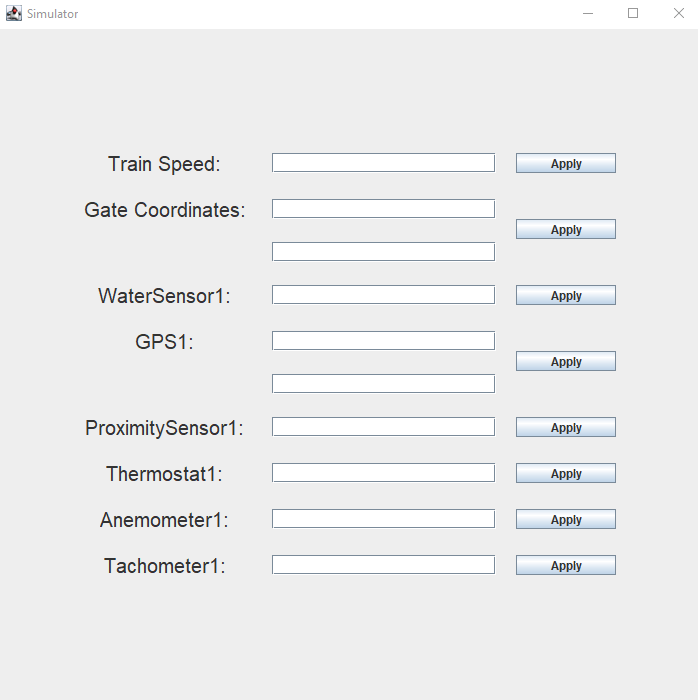 Simulator
Train Speed: Apply
Gate Coordinates:
Apply
WaterSensor1: Apply
GPS1:
Apply
ProximitySensor1: Apply
Thermostat1: Apply
Anemometer1: Apply
Tachometer1: Apply